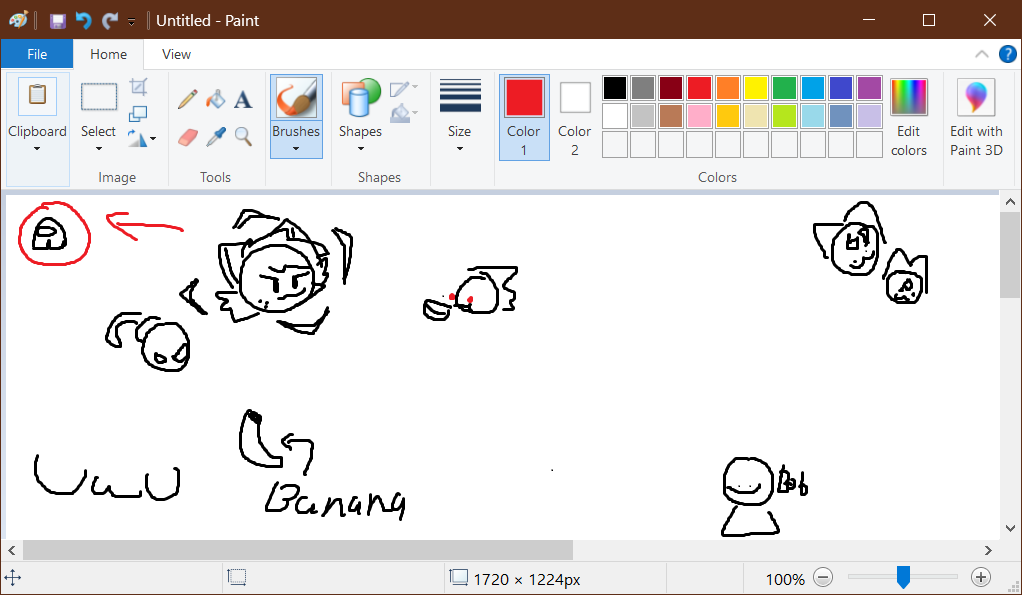 Untitled - Paint
File Home View
Clipboard Select Brushes Shapes Size Color 1 Color 2 Edit colors Edit with Paint 3D
Image Tools Shapes Colors
UwU
Banana
Bob
1720 × 1224px 100%